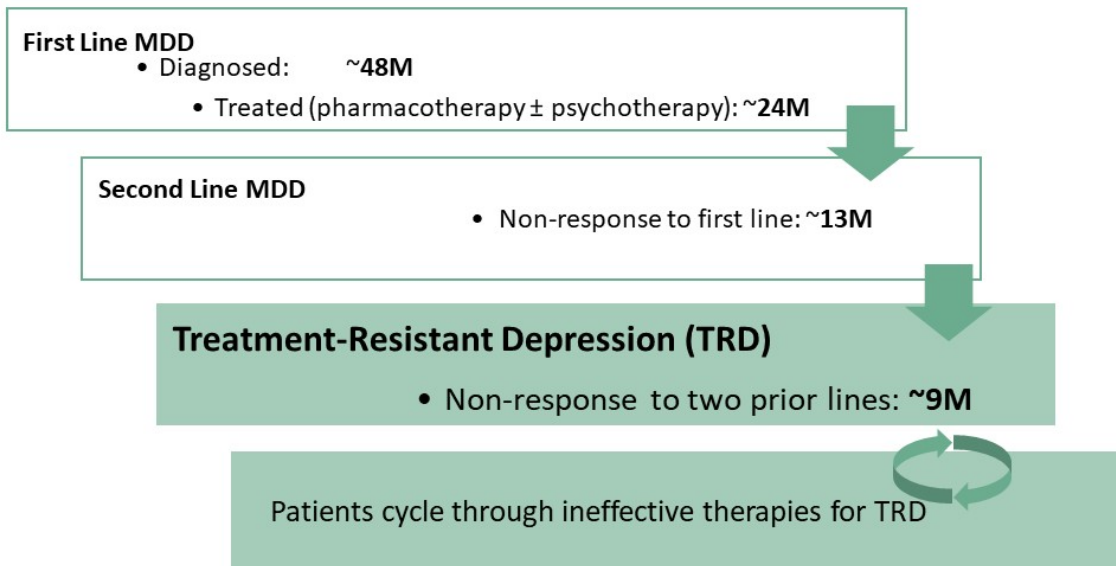 First Line MDD
• Diagnosed: ~48M
• Treated (pharmacotherapy ± psychotherapy): ~24M
Second Line MDD
• Non-response to first line: ~13M
Treatment-Resistant Depression (TRD)
• Non-response to two prior lines: ~9M
Patients cycle through ineffective therapies for TRD